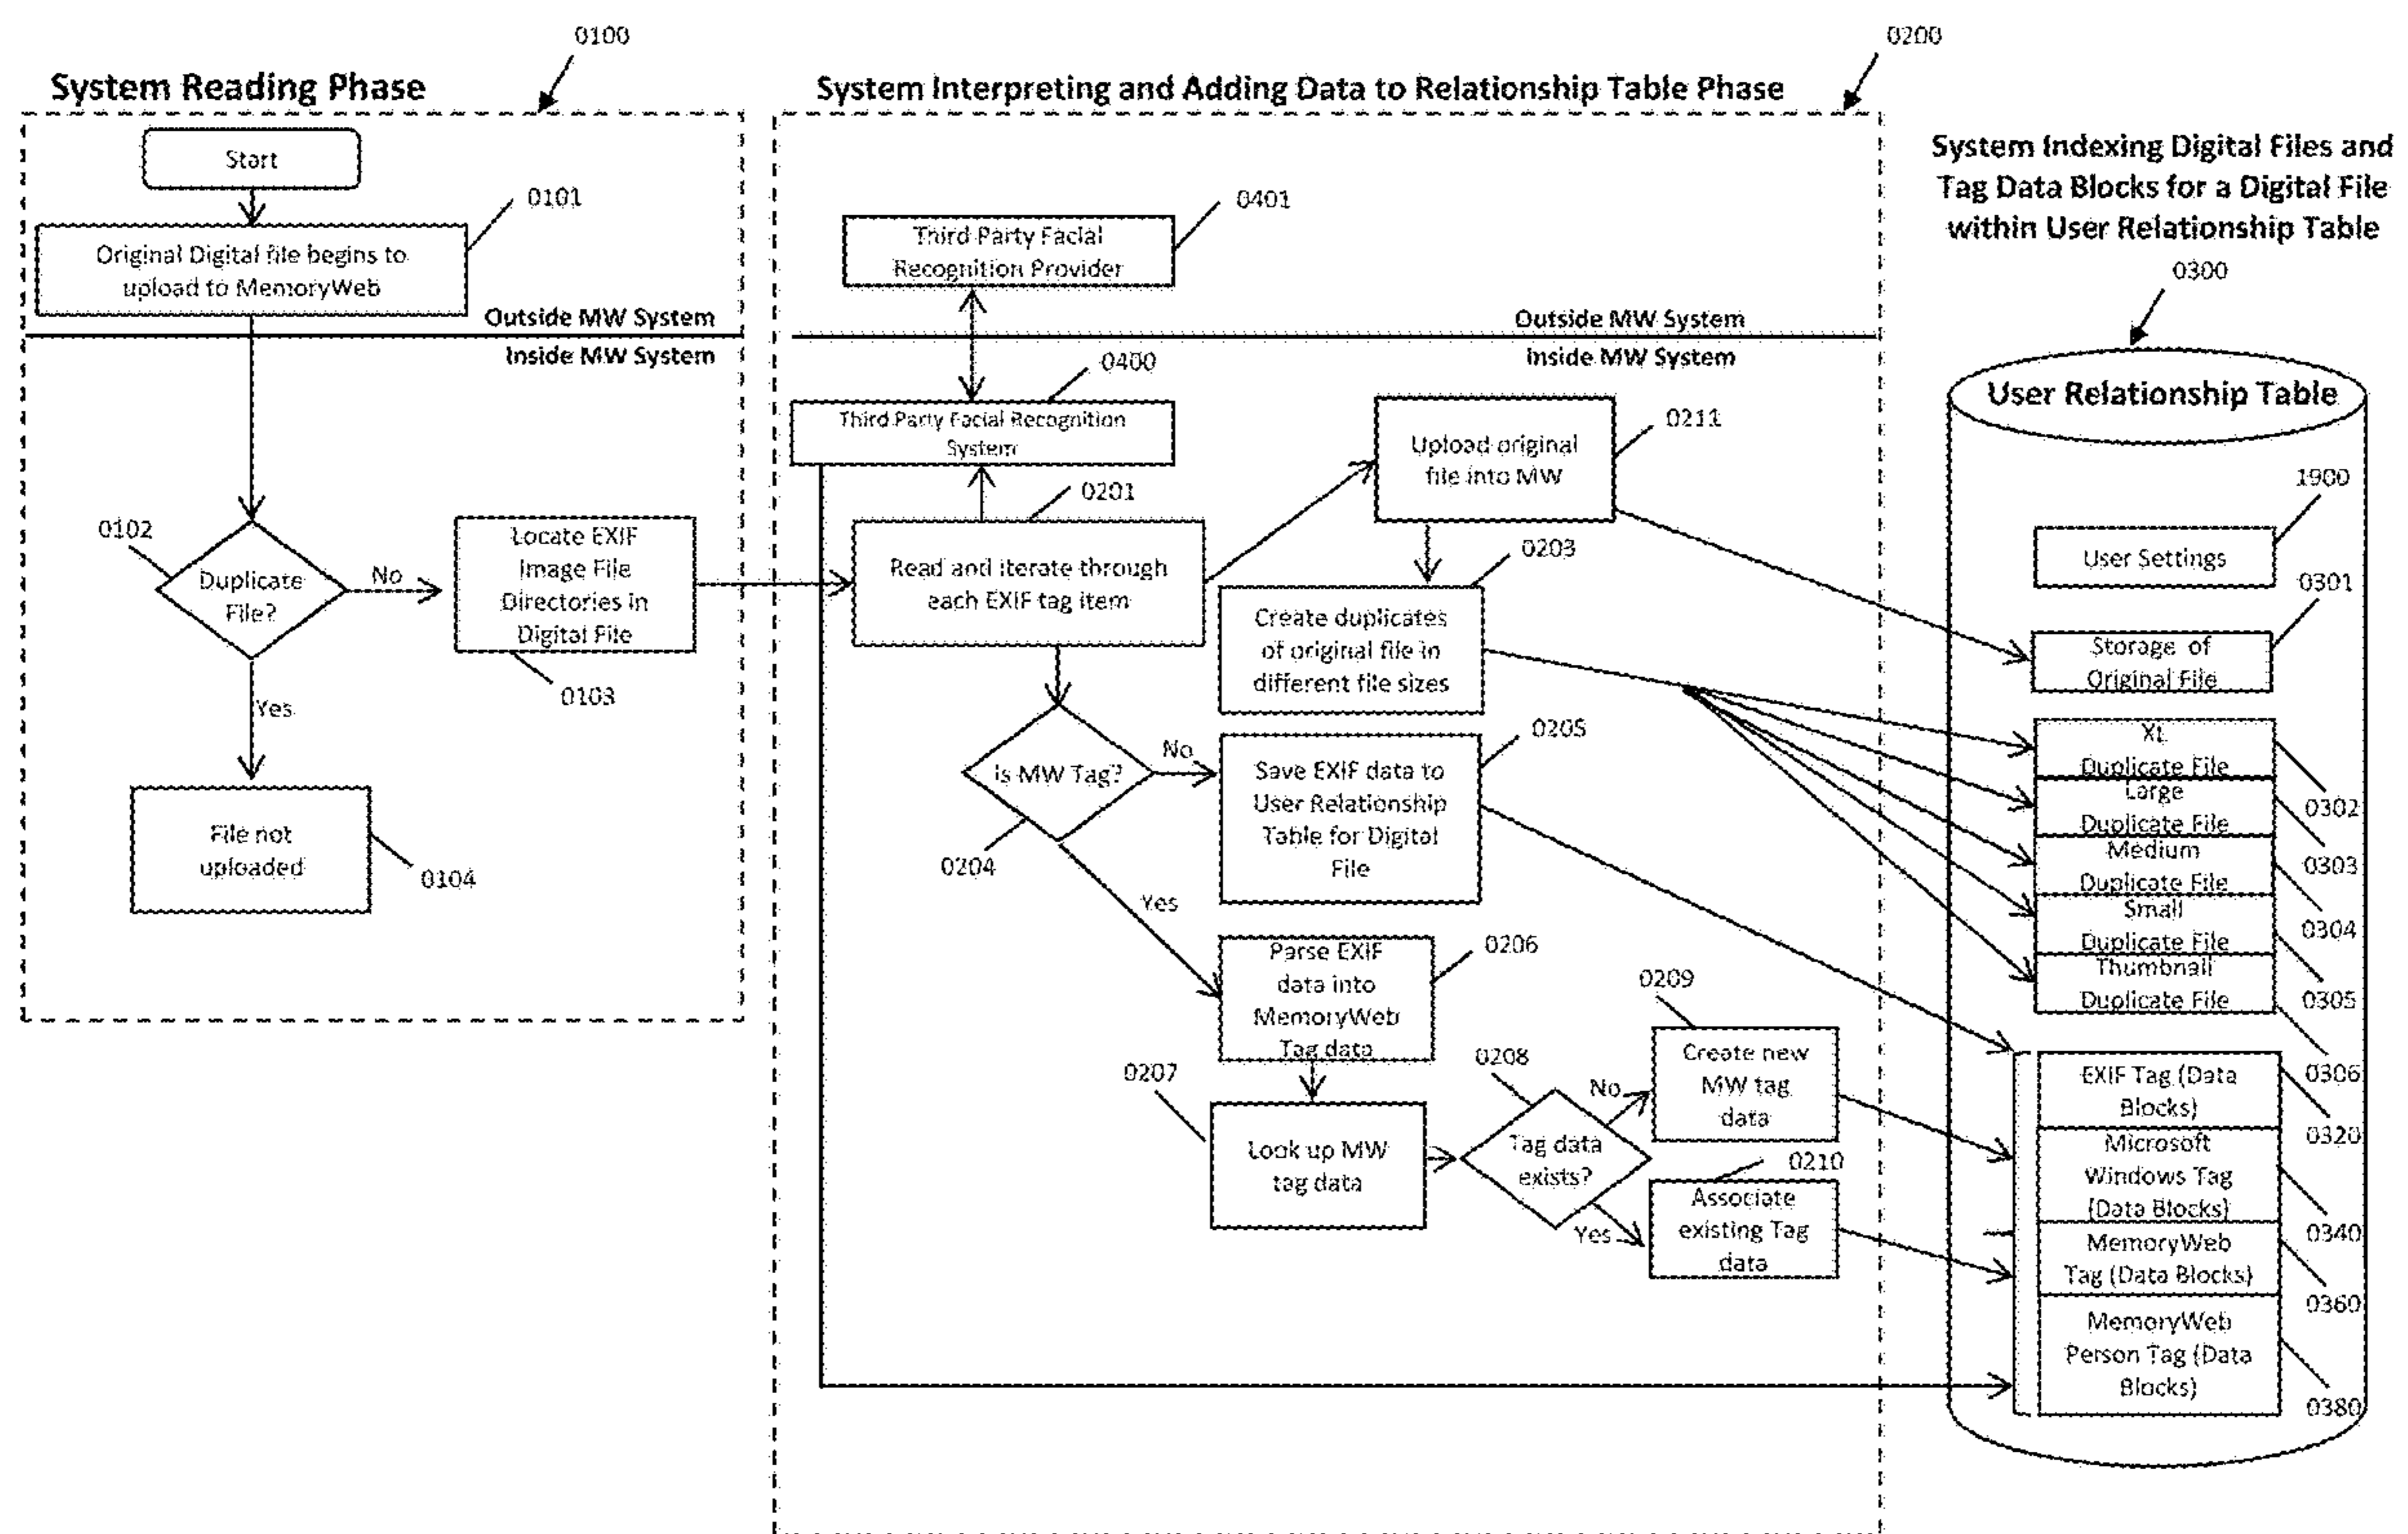 0100
System Reading Phase
Start
0101
Original Digital file begins to
upload to MemoryWeb
Outside MW System
Inside MW System
0102
Duplicate
File?
No
Locate EXIF
Image File
Directories in
Digital File
0103
Yes
File not
uploaded
0104
0200
System Interpreting and Adding Data to Relationship Table Phase
0401
Third Party Facial
Recognition Provider
Outside MW System
Inside MW System
0400
Third Party Facial Recognition
System
0201
Read and iterate through
each EXIF tag item
Upload original
file into MW
0211
0203
Create duplicates
of original file in
different file sizes
Is MW Tag?
0204
No
0205
Save EXIF data to
User Relationship
Table for Digital
File
Yes
Parse EXIF
data into
MemoryWeb
Tag data
0206
0207
Look up MW
tag data
0208
Tag data
exists?
No
0209
Create new
MW tag
data
Yes
0210
Associate
existing Tag
data
System Indexing Digital Files and
Tag Data Blocks for a Digital File
within User Relationship Table
0300
User Relationship Table
1900
User Settings
0301
Storage of
Original File
XL
Duplicate File
0302
Large
Duplicate File
0303
Medium
Duplicate File
0304
Small
Duplicate File
0305
Thumbnail
Duplicate File
0306
EXIF Tag (Data
Blocks)
0320
Microsoft
Windows Tag
(Data Blocks)
0340
MemoryWeb
Tag (Data Blocks)
0360
MemoryWeb
Person Tag (Data
Blocks)
0380